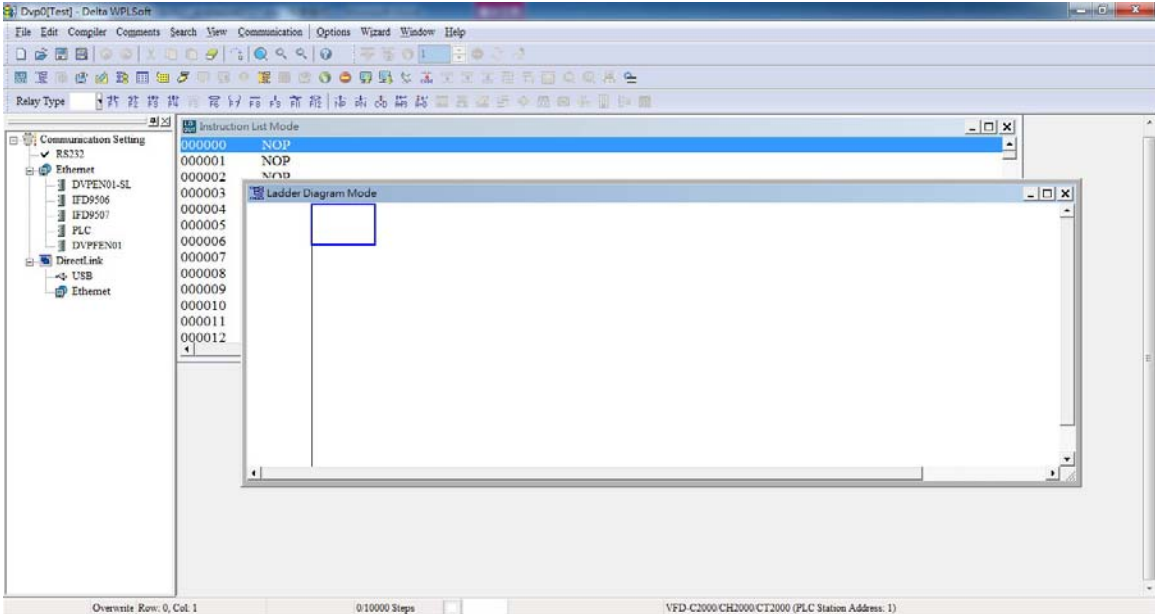 Dvp0[Test] - Delta WPLSoft
File Edit Compiler Comments Search View Communication Options Wizard Window Help
1
Relay Type
Communication Setting
RS232
Ethernet
DVPEN01-SL
IFD9506
IFD9507
PLC
DVPFEN01
DirectLink
USB
Ethernet
Instruction List Mode
000000 NOP
000001 NOP
000002 NOP
000003
000004
000005
000006
000007
000008
000009
000010
000011
000012
Ladder Diagram Mode
Overwrite Row: 0, Col: 1 0/10000 Steps VFD-C2000/CH2000/CT2000 (PLC Station Address: 1)